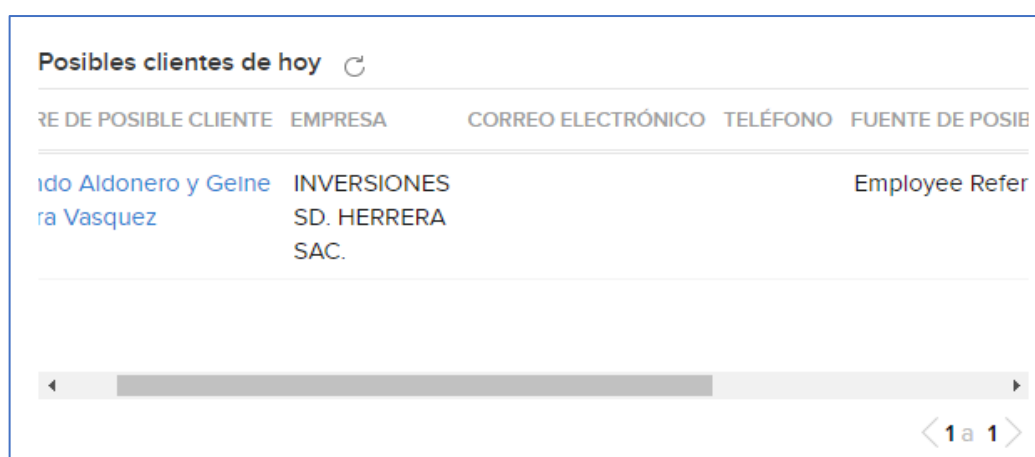 Posibles clientes de hoy
RE DE POSIBLE CLIENTE EMPRESA CORREO ELECTRÓNICO TELÉFONO FUENTE DE POSIB
ndo Aldonero y Geine INVERSIONES Employee Refer
ra Vasquez SD. HERRERA
SAC.
1 a 1